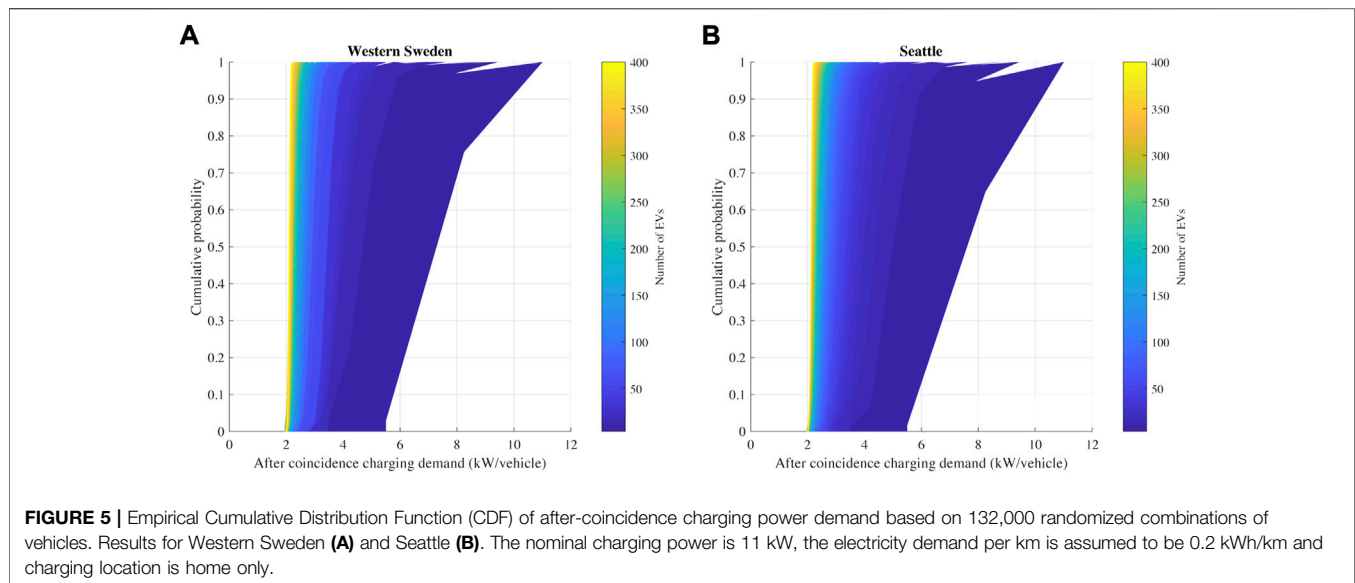 A
Western Sweden
1
0.9
0.8
0.7
0.6
0.5
0.4
0.3
0.2
0.1
0
Cumulative probability
0 2 4 6 8 10 12
After coincidence charging demand (kW/vehicle)
400
350
300
250
200
150
100
50
Number of EVs
B
Seattle
1
0.9
0.8
0.7
0.6
0.5
0.4
0.3
0.2
0.1
0
Cumulative probability
0 2 4 6 8 10 12
After coincidence charging demand (kW/vehicle)
400
350
300
250
200
150
100
50
Number of EVs
FIGURE 5 | Empirical Cumulative Distribution Function (CDF) of after-coincidence charging power demand based on 132,000 randomized combinations of
vehicles. Results for Western Sweden (A) and Seattle (B). The nominal charging power is 11 kW, the electricity demand per km is assumed to be 0.2 kWh/km and
charging location is home only.